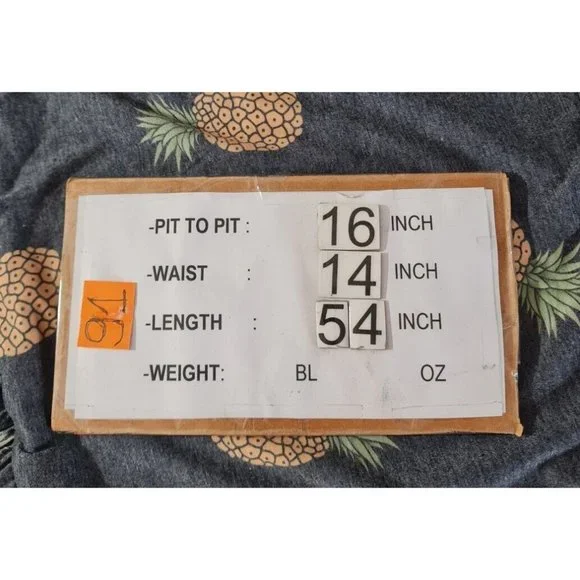 -PIT TO PIT : 16 INCH
-WAIST : 14 INCH
-LENGTH : 54 INCH
-WEIGHT: BL OZ